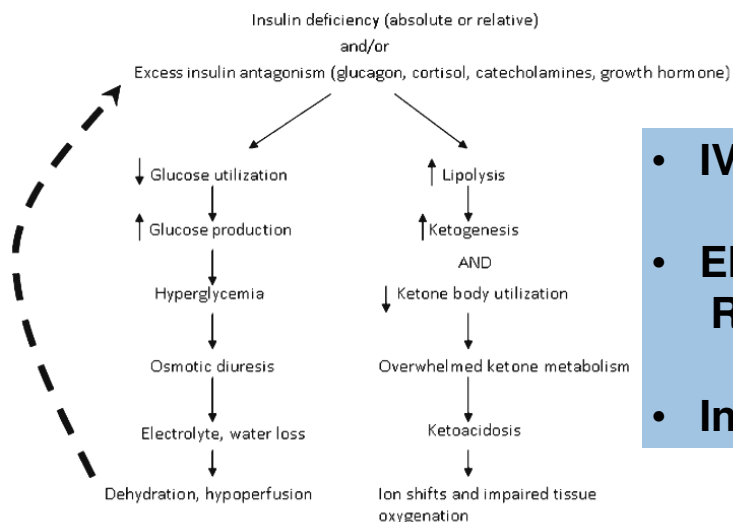 Insulin deficiency (absolute or relative)
and/or
Excess insulin antagonism (glucagon, cortisol, catecholamines, growth hormone)
↓ Glucose utilization
↑ Glucose production
Hyperglycemia
Osmotic diuresis
Electrolyte, water loss
Dehydration, hypoperfusion
↑ Lipolysis
↑ Ketogenesis
AND
↓ Ketone body utilization
Overwhelmed ketone metabolism
Ketoacidosis
Ion shifts and impaired tissue
oxygenation
• IV
•
•